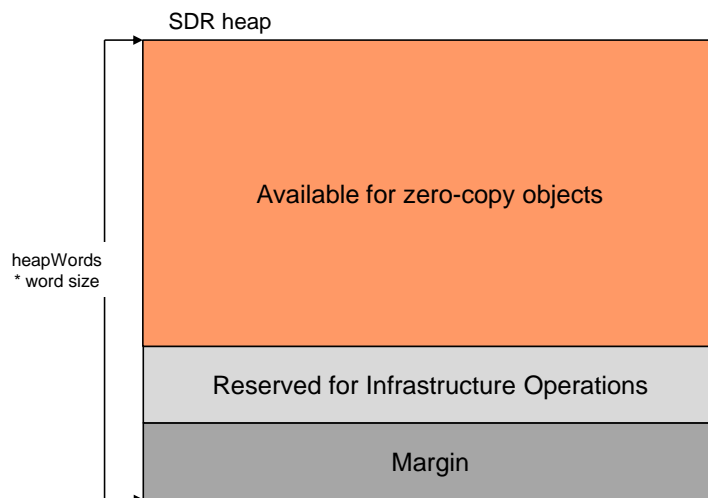 SDR heap
Available for zero-copy objects
heapWords
* word size
Reserved for Infrastructure Operations
Margin